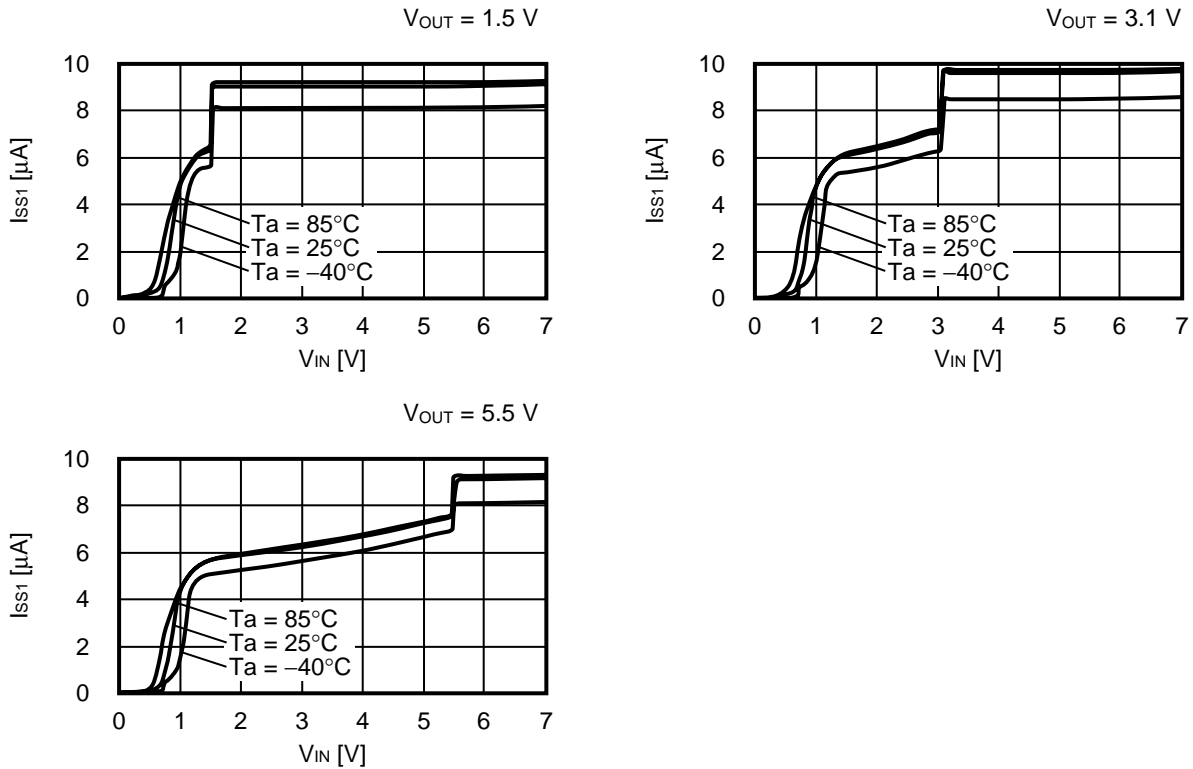 VOUT = 1.5 V
10
8
6
4
2
0
ISS1 [μA]
Ta = 85°C
Ta = 25°C
Ta = −40°C
0 1 2 3 4 5 6 7
VIN [V]
VOUT = 3.1 V
10
8
6
4
2
0
ISS1 [μA]
Ta = 85°C
Ta = 25°C
Ta = −40°C
0 1 2 3 4 5 6 7
VIN [V]
VOUT = 5.5 V
10
8
6
4
2
0
ISS1 [μA]
Ta = 85°C
Ta = 25°C
Ta = −40°C
0 1 2 3 4 5 6 7
VIN [V]